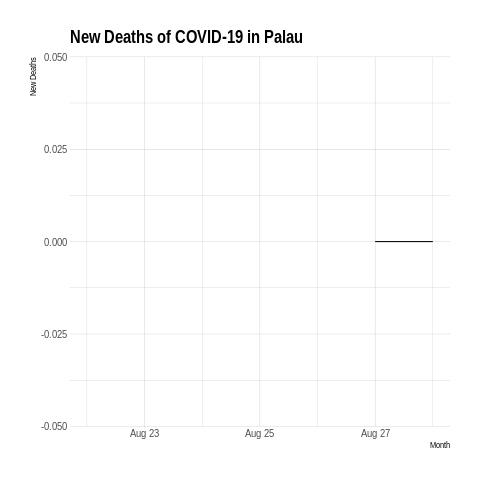 New Deaths of COVID-19 in Palau
New Deaths
0.050
0.025
0.000
-0.025
-0.050
Aug 23 Aug 25 Aug 27
Month